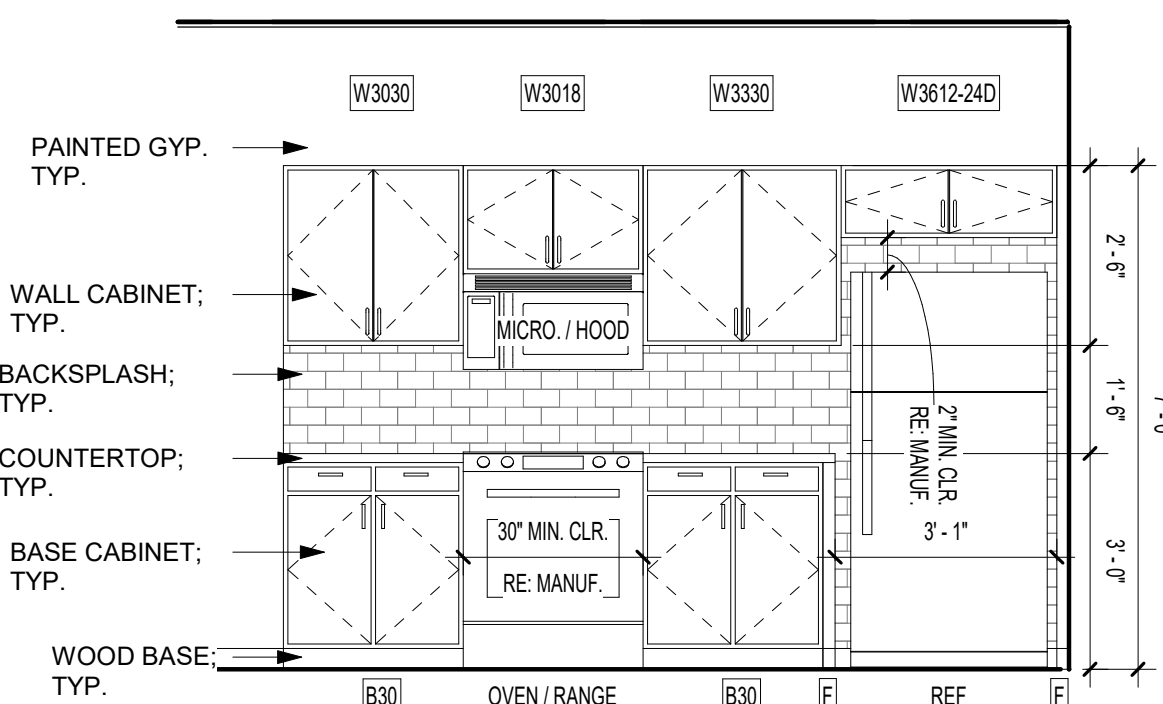 W3030
W3018
W3330
W3612-24D
PAINTED GYP.
TYP.
WALL CABINET;
TYP.
MICRO. / HOOD
BACKSPLASH;
TYP.
COUNTERTOP;
TYP.
30" MIN. CLR.
RE: MANUF.
BASE CABINET;
TYP.
WOOD BASE;
TYP.
2" MIN. CLR.
RE: MANUF.
3' - 1"
2' - 6"
1' - 6"
3' - 0"
B30
OVEN / RANGE
B30
F
REF
F